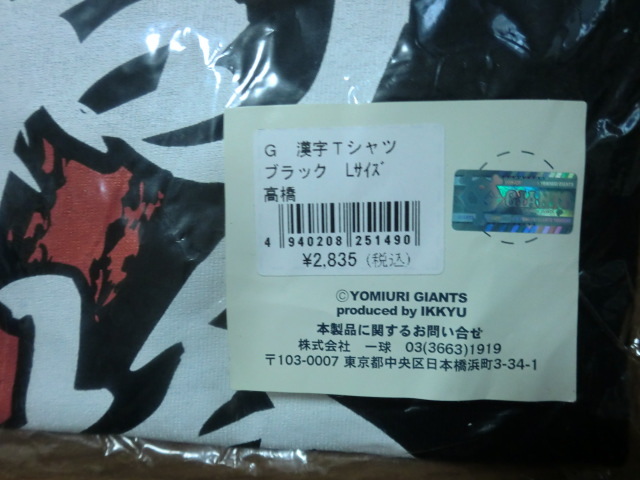 G 漢字Tシャツ
ブラック Lサイズ
高橋
4 940208 251490
¥2,835 (税込)
GIANTS
©YOMIURI GIANTS
produced by IKKYU
本製品に関するお問い合せ
株式会社 一球 03(3663)1919
〒103-0007 東京都中央区日本橋浜町3-34-1